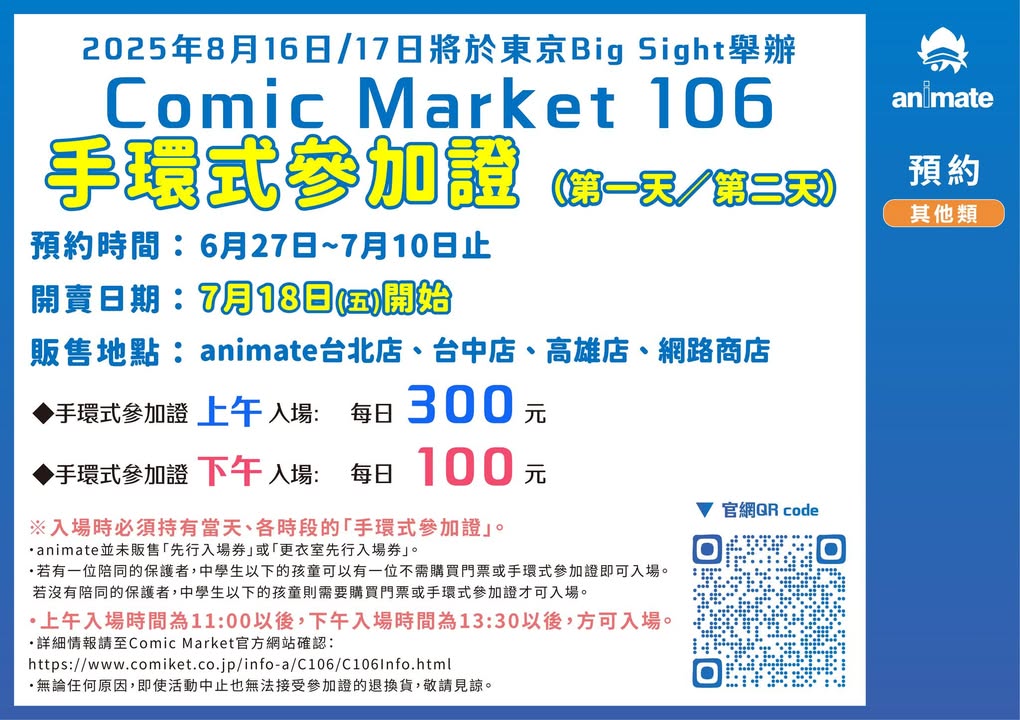 2025年8月16日/17日將於東京Big Sight舉辦
Comic Market 106
手環式參加證 (第一天／第二天)
預約時間：6月27日~7月10日止
開賣日期：7月18日(五)開始
販售地點：animate台北店、台中店、高雄店、網路商店
◆手環式參加證 上午 入場: 每日 300 元
◆手環式參加證 下午 入場: 每日 100 元
※入場時必須持有當天、各時段的「手環式參加證」。
・animate並未販售「先行入場券」或「更衣室先行入場券」。
・若有一位陪同的保護者，中學生以下的孩童可以有一位不需購買門票或手環式參加證即可入場。
若沒有陪同的保護者，中學生以下的孩童則需要購買門票或手環式參加證才可入場。
・上午入場時間為11:00以後，下午入場時間為13:30以後，方可入場。
・詳細情報請至Comic Market官方網站確認：
https://www.comiket.co.jp/info-a/C106/C106Info.html
・無論任何原因，即使活動中止也無法接受參加證的退換貨，敬請見諒。
▼ 官網QR code
animate
預約
其他類